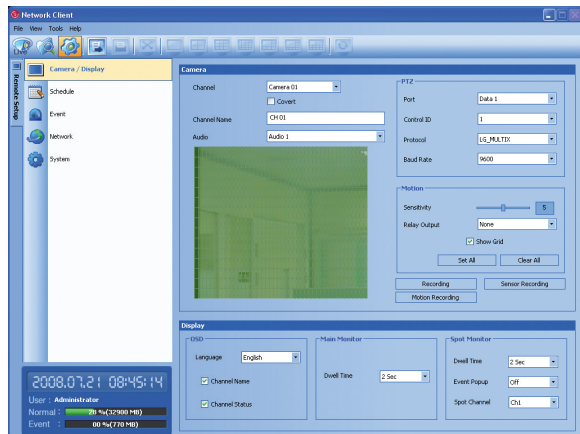 Network Client
File View Tools Help
Live
Remote Setup
Camera / Display
Schedule
Event
Network
System
Camera
Channel Camera 01
Covert
Channel Name CH 01
Audio Audio 1
PTZ
Port Data 1
Control ID 1
Protocol LG_MULTIX
Baud Rate 9600
Motion
Sensitivity 5
Relay Output None
Show Grid
Set All Clear All
Recording Sensor Recording
Motion Recording
Display
OSD
Language English
Channel Name
Channel Status
Main Monitor
Dwell Time 2 Sec
Spot Monitor
Dwell Time 2 Sec
Event Popup Off
Spot Channel Ch1
2008.07.21 08:45:14
User : Administrator
Normal : 28 %(32900 MB)
Event : 00 %(770 MB)